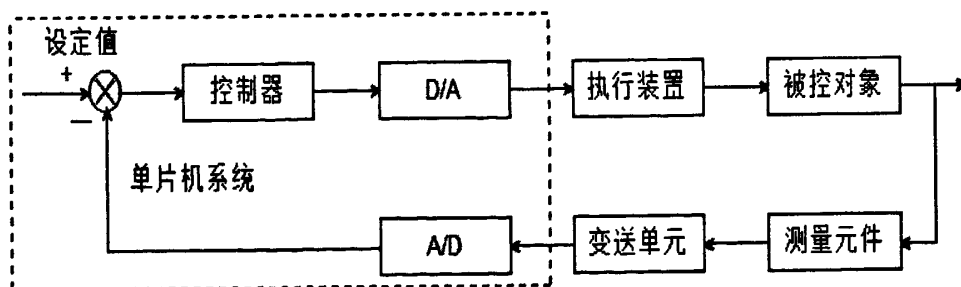 设定值
+
—
控制器
D/A
执行装置
被控对象
单片机系统
A/D
变送单元
测量元件